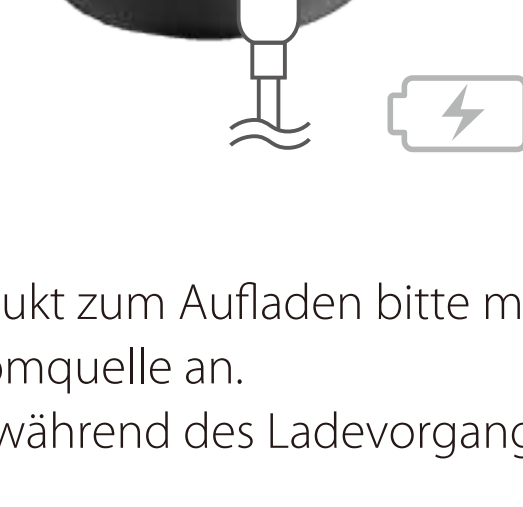 ukt zum Aufladen bitte m
omquelle an.
während des Ladevorgang